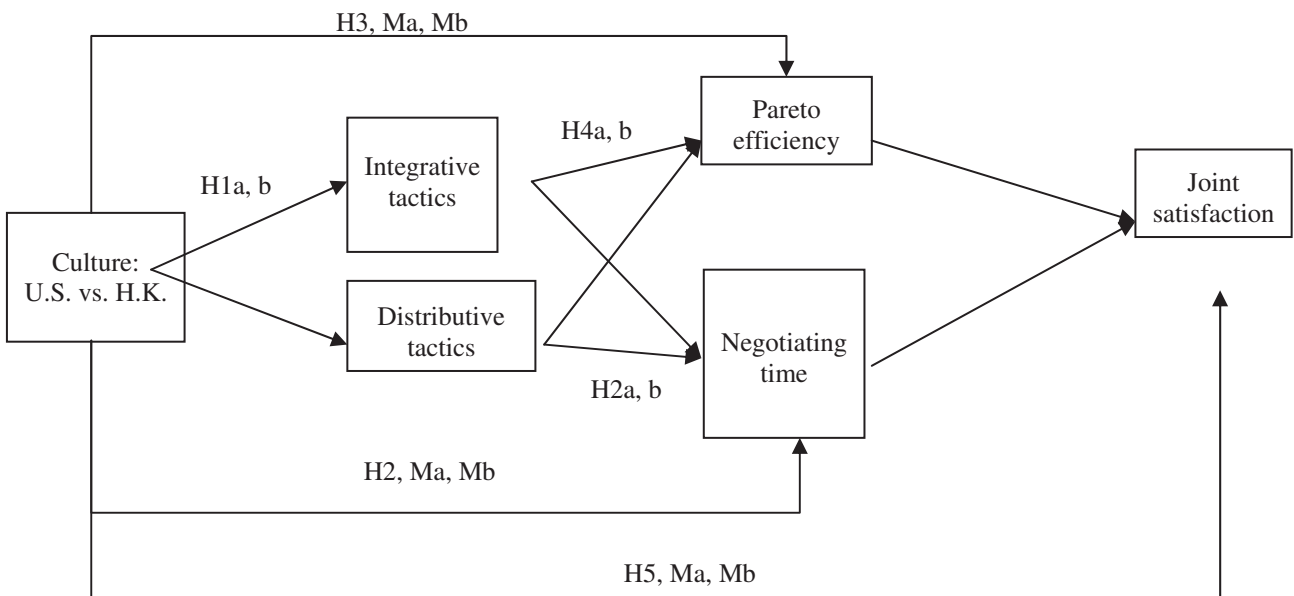 H3, Ma, Mb
Pareto
efficiency
H4a, b
Integrative
tactics
H1a, b
Joint
satisfaction
Culture:
U.S. vs. H.K.
Distributive
tactics
Negotiating
time
H2a, b
H2, Ma, Mb
H5, Ma, Mb